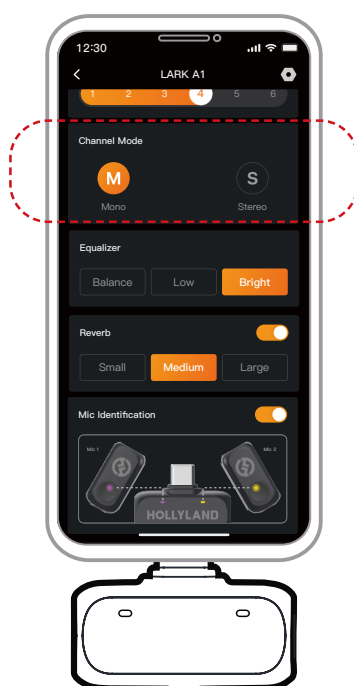 12:30
LARK A1
1 2 3 4 5 6
Channel Mode
M S
Mono Stereo
Equalizer
Balance Low Bright
Reverb
Small Medium Large
Mic Identification
Mic 1 Mic 2
HOLLYLAND